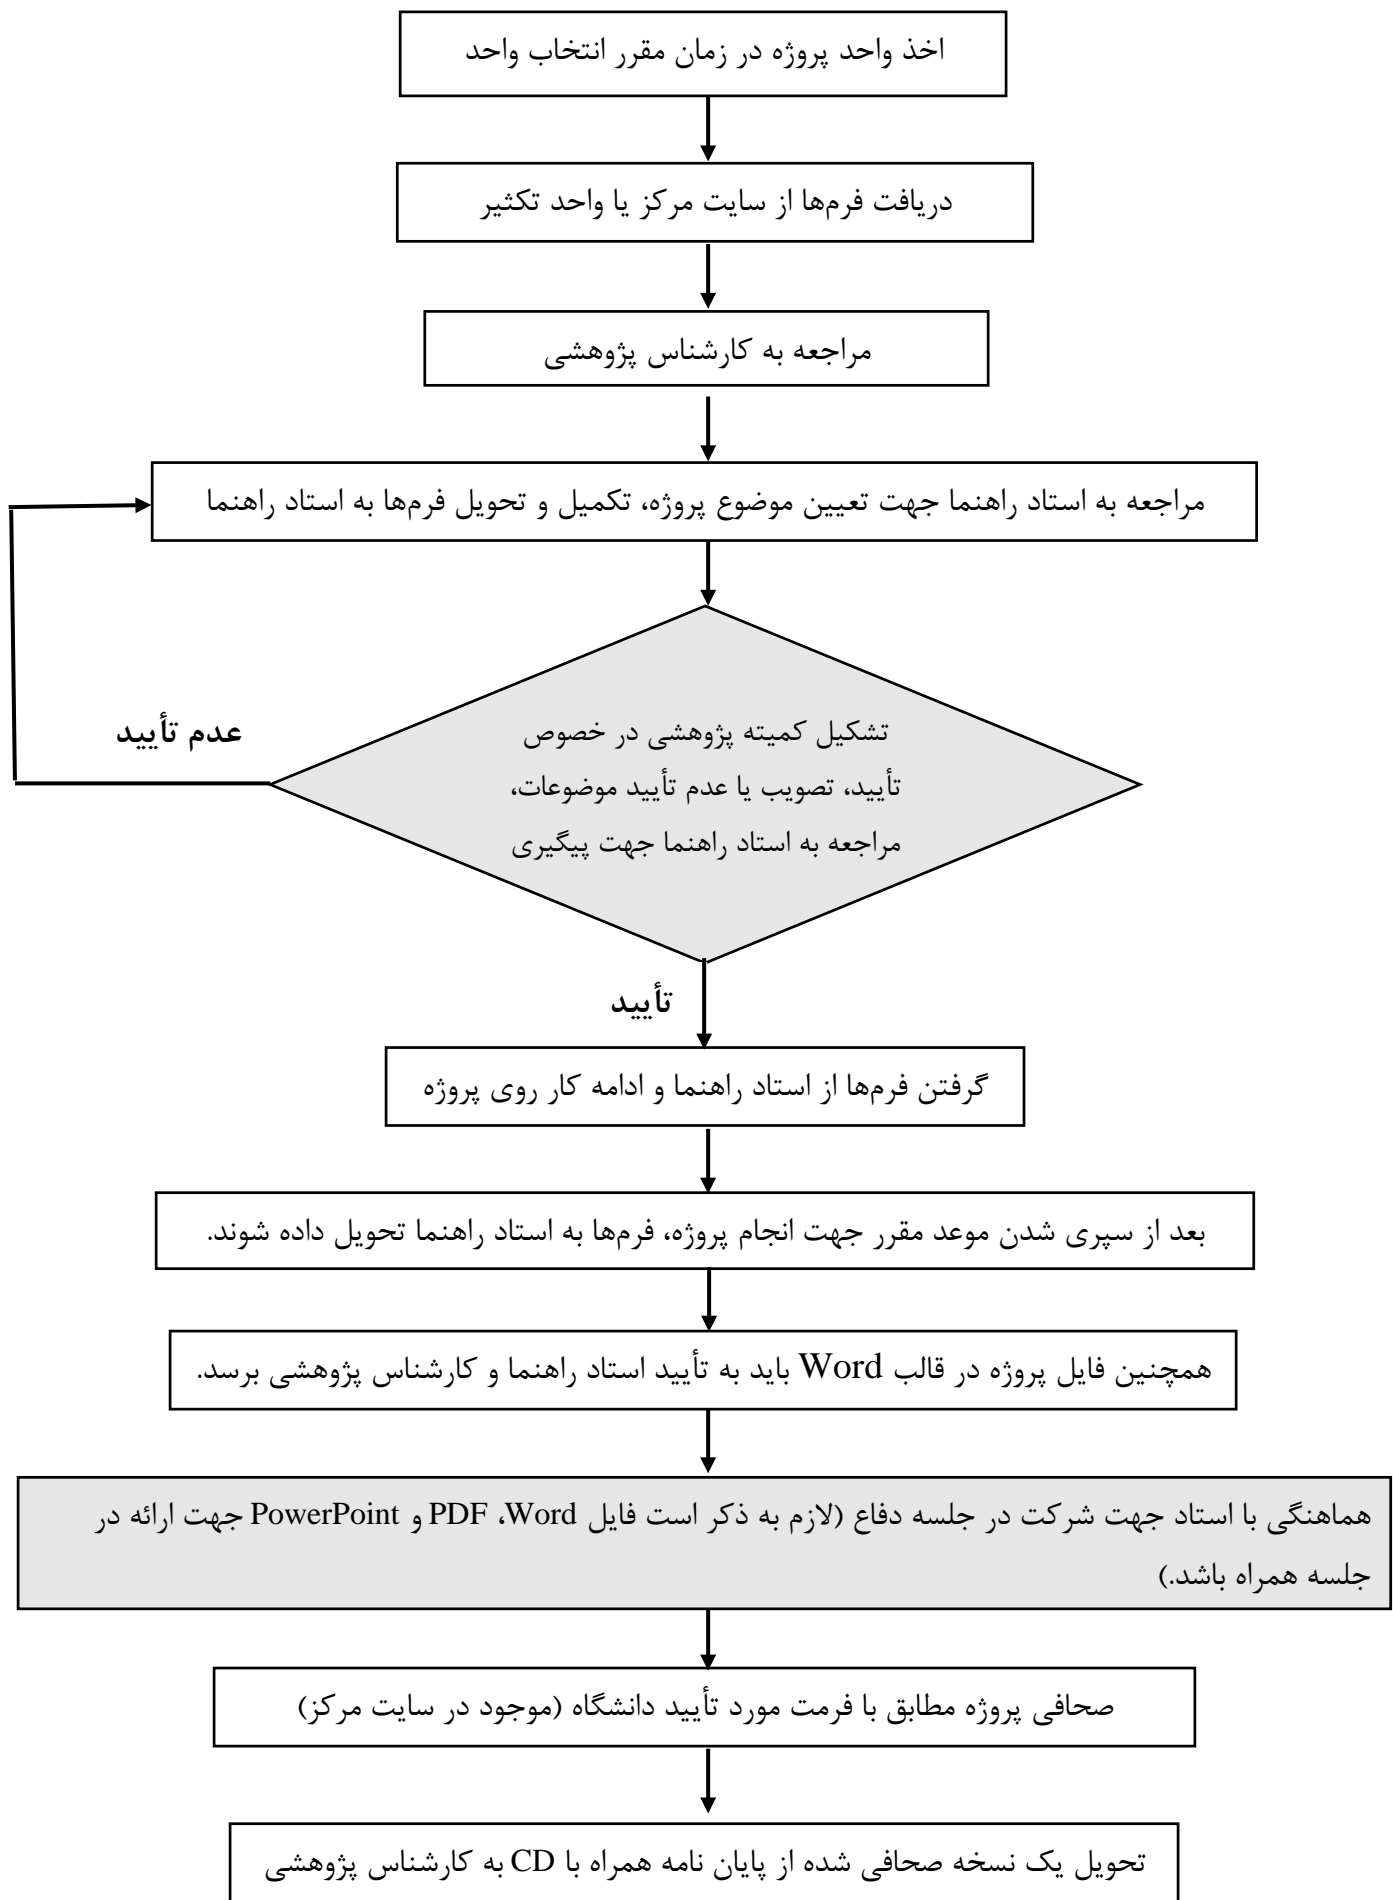 اخذ واحد پروژه در زمان مقرر انتخاب واحد
دریافت فرم‌ها از سایت مرکز یا واحد تکثیر
مراجعه به کارشناس پژوهشی
مراجعه به استاد راهنما جهت تعیین موضوع پروژه، تکمیل و تحویل فرم‌ها به استاد راهنما
تشکیل کمیته پژوهشی در خصوص
تأیید، تصویب یا عدم تأیید موضوعات،
مراجعه به استاد راهنما جهت پیگیری
عدم تأیید
تأیید
گرفتن فرم‌ها از استاد راهنما و ادامه کار روی پروژه
بعد از سپری شدن موعد مقرر جهت انجام پروژه، فرم‌ها به استاد راهنما تحویل داده شوند.
همچنین فایل پروژه در قالب Word باید به تأیید استاد راهنما و کارشناس پژوهشی برسد.
هماهنگی با استاد جهت شرکت در جلسه دفاع (لازم به ذکر است فایل Word، PDF و PowerPoint جهت ارائه در
جلسه همراه باشد.)
صحافی پروژه مطابق با فرمت مورد تأیید دانشگاه (موجود در سایت مرکز)
تحویل یک نسخه صحافی شده از پایان نامه همراه با CD به کارشناس پژوهشی